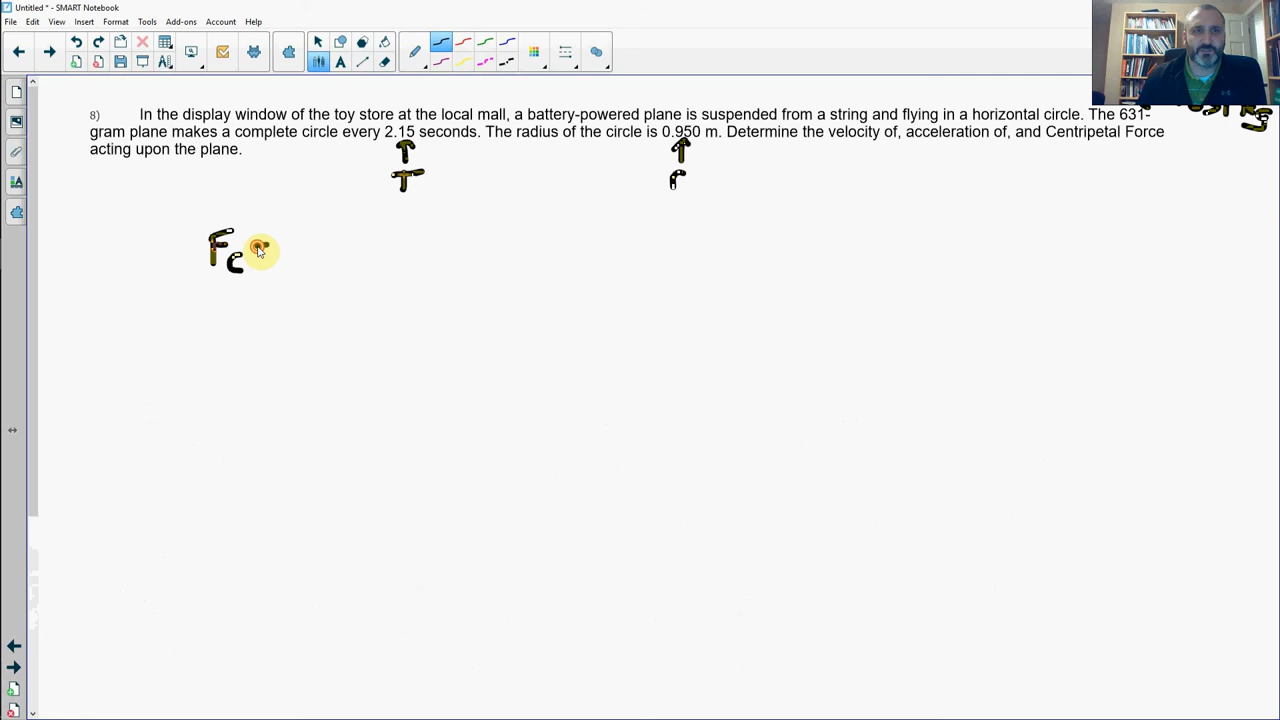 Untitled * - SMART Notebook
File Edit View Insert Format Tools Add-ons Account Help
8) In the display window of the toy store at the local mall, a battery-powered plane is suspended from a string and flying in a horizontal circle. The 631-
gram plane makes a complete circle every 2.15 seconds. The radius of the circle is 0.950 m. Determine the velocity of, acceleration of, and Centripetal Force
acting upon the plane.
T r
Fc